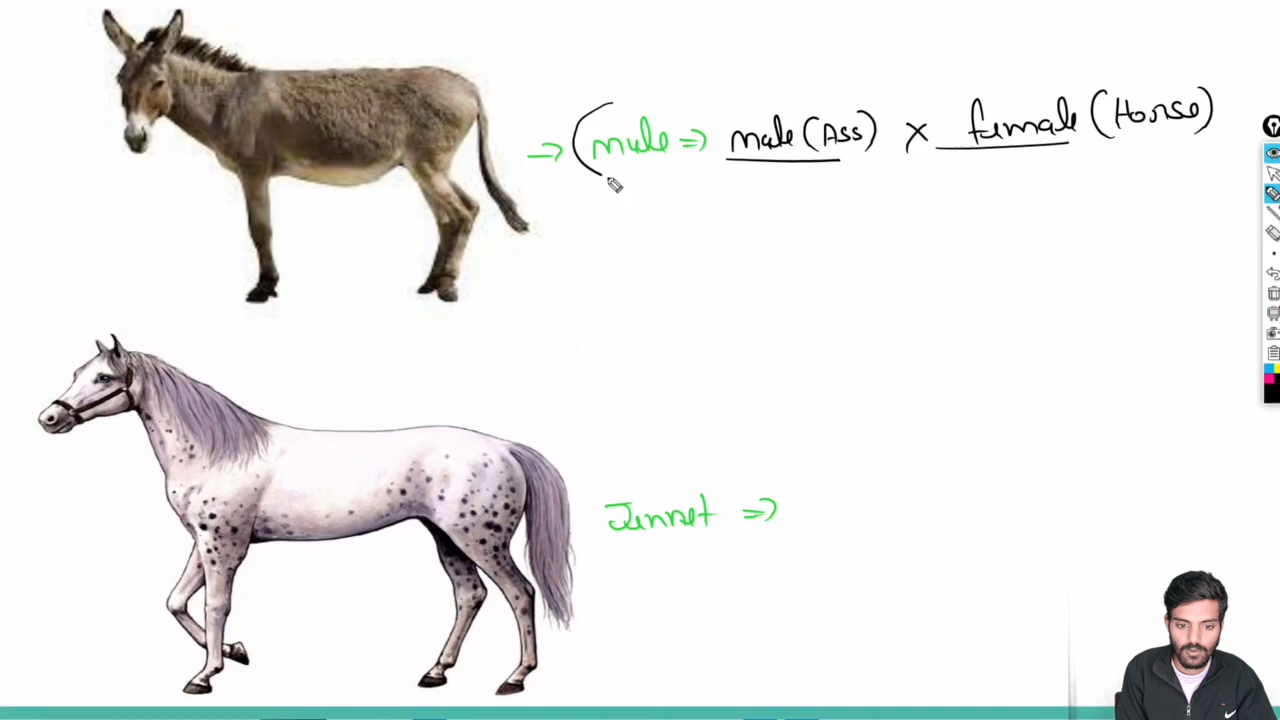 → (mule ⇒ male (Ass) × female (Horse)
Jennet ⇒